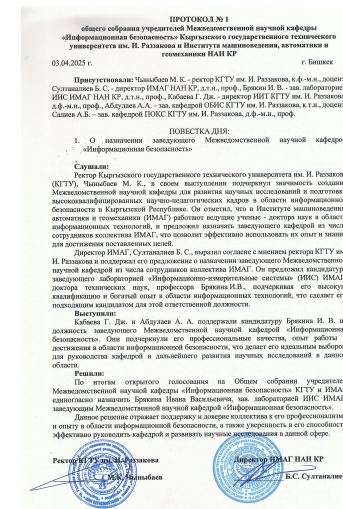 ПРОТОКОЛ № 1
общего собрания учредителей Межведомственной научной кафедры
«Информационная безопасность» Кыргызского государственного технического
университета им. И. Раззакова и Института машиноведения, автоматики и
геомеханики НАН КР
03.04.2025 г. г. Бишкек
Присутствовали: Чыныбаев М. К. - ректор КГТУ им. И. Раззакова, к.ф.-м.н., доцент
Султаналиев Б. С. - директор ИМАГ НАН КР, д.т.н., проф., Брякин И. В - зав. лаборатории
ИИС ИМАГ НАН КР, д.т.н., проф., Кабаева Г. Дж. - директор ИИТ КГТУ им. И. Раззакова
д.ф.-м.н., проф., Абдулаев А.А. – зав. кафедрой ОБИС КГТУ им. И. Раззакова, к.т.н., доцент
Салиев А.Б. – зав. кафедрой ПОКС КГТУ им. И. Раззакова, д.ф.-м.н., проф.
ПОВЕСТКА ДНЯ:
1. О назначении заведующего Межведомственной научной кафедрой
«Информационная безопасность»
Слушали:
Ректор Кыргызского государственного технического университета им. И. Раззакова
(КГТУ), Чыныбаев М. К., в своем выступлении подчеркнул значимость создания
Межведомственной научной кафедры для развития научных исследований и подготовки
высококвалифицированных научно-педагогических кадров в области информационной
безопасности в Кыргызской Республике. Он отметил, что в Институте машиноведения
автоматики и геомеханики (ИМАГ) работают ведущие ученые - доктора наук в области
информационных технологий, и предложил назначить заведующего кафедрой из числа
сотрудников коллектива ИМАГ, что позволит эффективно использовать их опыт и знания
для достижения поставленных целей.
Директор ИМАГ, Султаналиев Б. С., выразил согласие с мнением ректора КГТУ им
И. Раззакова и поддержал его предложение о назначении заведующего Межведомственной
научной кафедрой из числа сотрудников коллектива ИМАГ. Он предложил кандидатуру
заведующего лабораторией «Информационно-измерительные системы» (ИИС) ИМАГ
доктора технических наук, профессора Брякина И.В., подчеркивая его высокую
квалификацию и богатый опыт в области информационных технологий, что сделает его
подходящим кандидатом для этой ответственной должности.
Выступили:
Кабаева Г. Дж. и Абдулаев А. А. поддержали кандидатуру Брякина И. В. на
должность заведующего Межведомственной научной кафедрой «Информационная
безопасность». Они подчеркнули его профессиональные качества, опыт работы и
достижения в области информационной безопасности, что делает его идеальным выбором
для руководства кафедрой и дальнейшего развития научных исследований в данной
области.
Решили:
По итогам открытого голосования на Общем собрании учредителей
Межведомственной научной кафедры «Информационная безопасность» КГТУ и ИМАГ
единогласно назначить Брякина Ивана Васильевича, зав. лабораторией ИИС ИМАГ
заведующим Межведомственной научной кафедрой «Информационная безопасность».
Данное решение отражает поддержку и доверие коллектива к его профессионализму
и опыту в области информационной безопасности, а также уверенность в его способности
эффективно руководить кафедрой и развивать научные исследования в данной сфере.
Ректор КГТУ им. И. Раззакова Директор ИМАГ НАН КР
М.К. Чыныбаев Б.С. Султаналиев